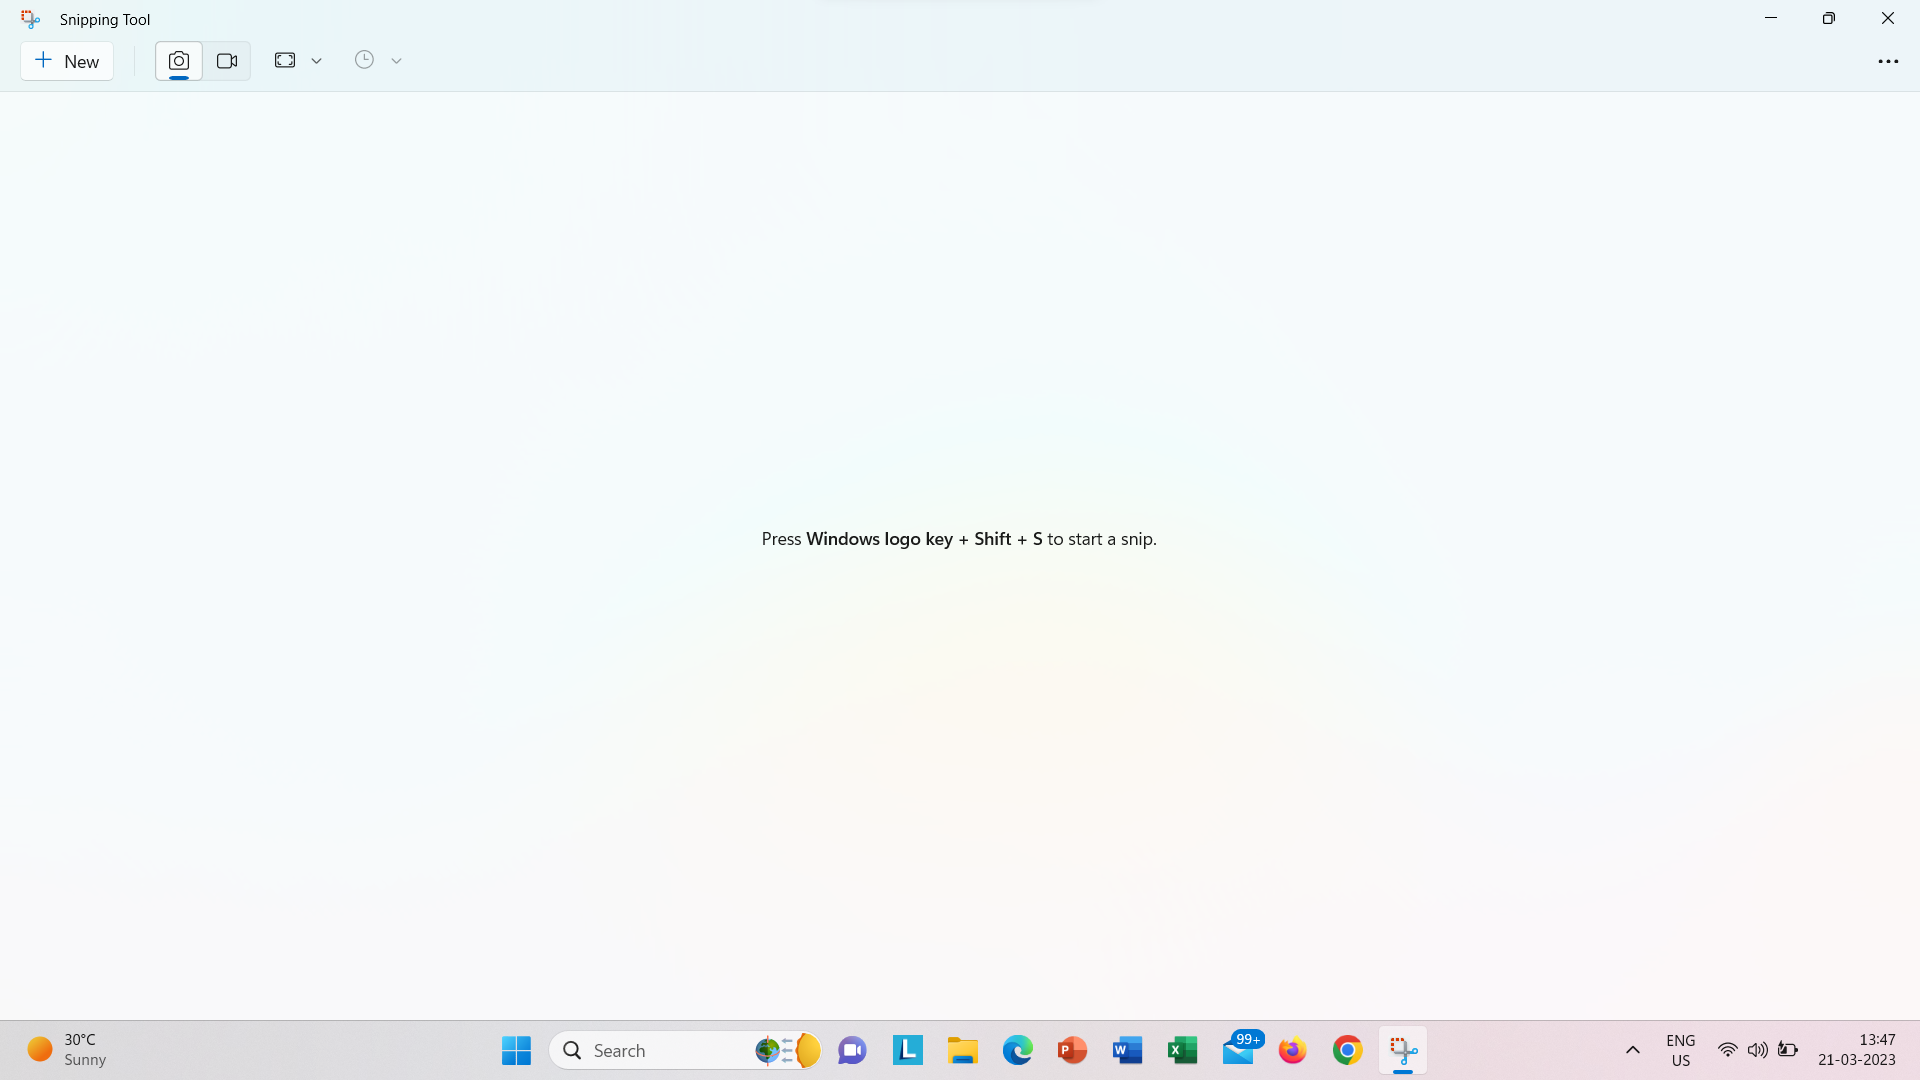 Snipping Tool
New
Press Windows logo key + Shift + S to start a snip.
30°C
Sunny
Search
L
P
W
X
99+
ENG
US
13:47
21-03-2023